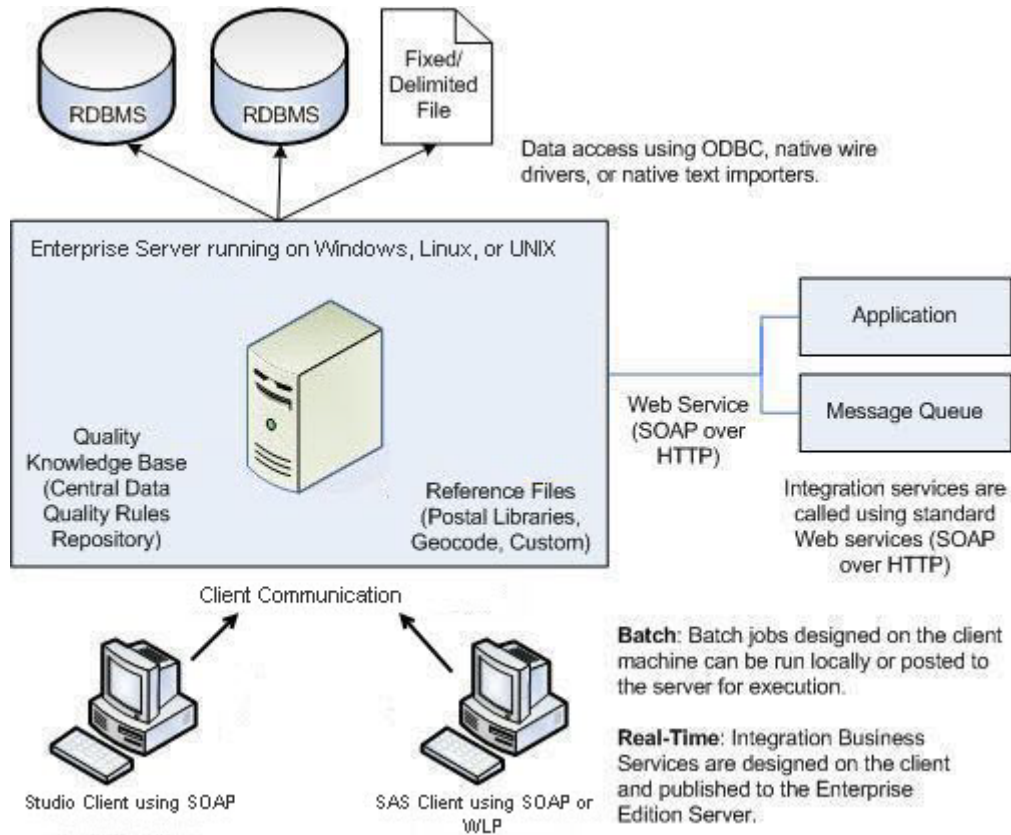 RDBMS
RDBMS
Fixed/
Delimited
File
Data access using ODBC, native wire
drivers, or native text importers.
Enterprise Server running on Windows, Linux, or UNIX
Quality
Knowledge Base
(Central Data
Quality Rules
Repository)
Reference Files
(Postal Libraries,
Geocode, Custom)
Web Service
(SOAP over
HTTP)
Application
Message Queue
Integration services are
called using standard
Web services (SOAP
over HTTP)
Client Communication
Studio Client using SOAP
SAS Client using SOAP or
WLP
Batch: Batch jobs designed on the client
machine can be run locally or posted to
the server for execution.
Real-Time: Integration Business
Services are designed on the client
and published to the Enterprise
Edition Server.